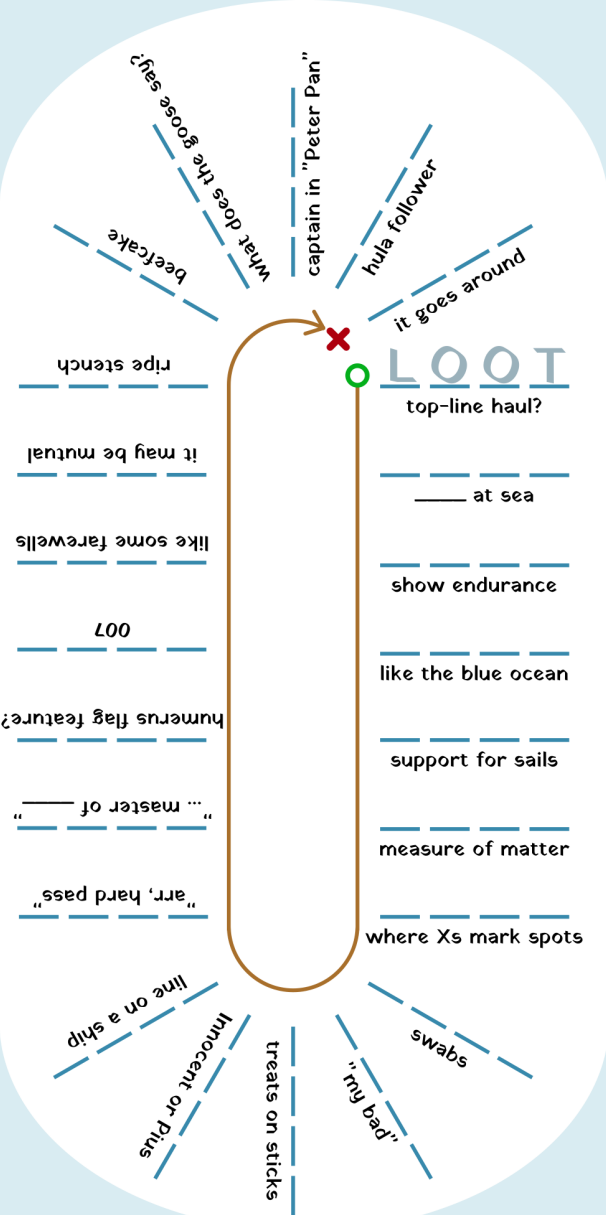 LOOT
top-line haul?
_____ at sea
show endurance
like the blue ocean
support for sails
measure of matter
where Xs mark spots
swabs
"my bad"
treats on sticks
Innocent or Pius
line on a ship
"arr, hard pass"
"... master of _____"
humerus flag feature?
007
like some farewells
it may be mutual
ripe stench
beefcake
what does the goose say?
captain in "Peter Pan"
hula follower
it goes around